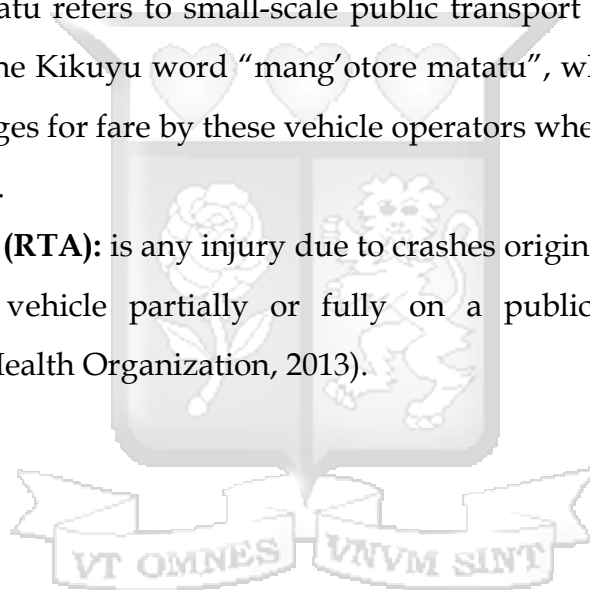 atu refers to small-scale public transport
he Kikuyu word “mang’otore matatu”, wh
ges for fare by these vehicle operators whe
.
(RTA): is any injury due to crashes origin
vehicle partially or fully on a public
Health Organization, 2013).
VT OMNES VNVM SINT